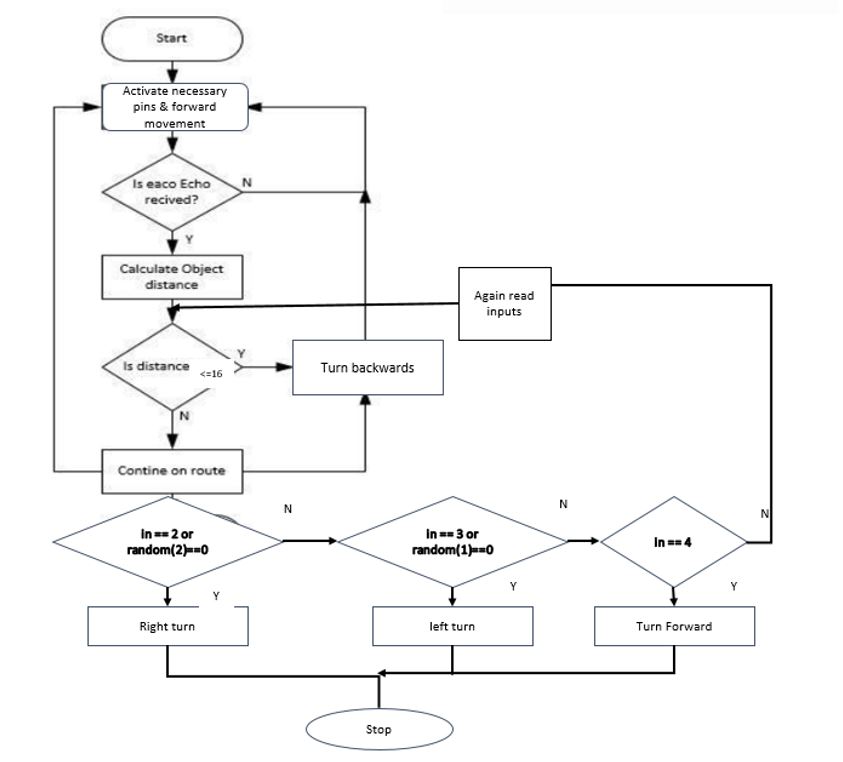 Start
Activate necessary
pins & forward
movement
Is eaco Echo
recived?
N
Y
Calculate Object
distance
Again read
inputs
Is distance
<=16
Y
Turn backwards
N
Contine on route
In == 2 or
random(2)==0
N
In == 3 or
random(1)==0
N
In == 4
N
Y
Y
Y
Right turn
left turn
Turn Forward
Stop